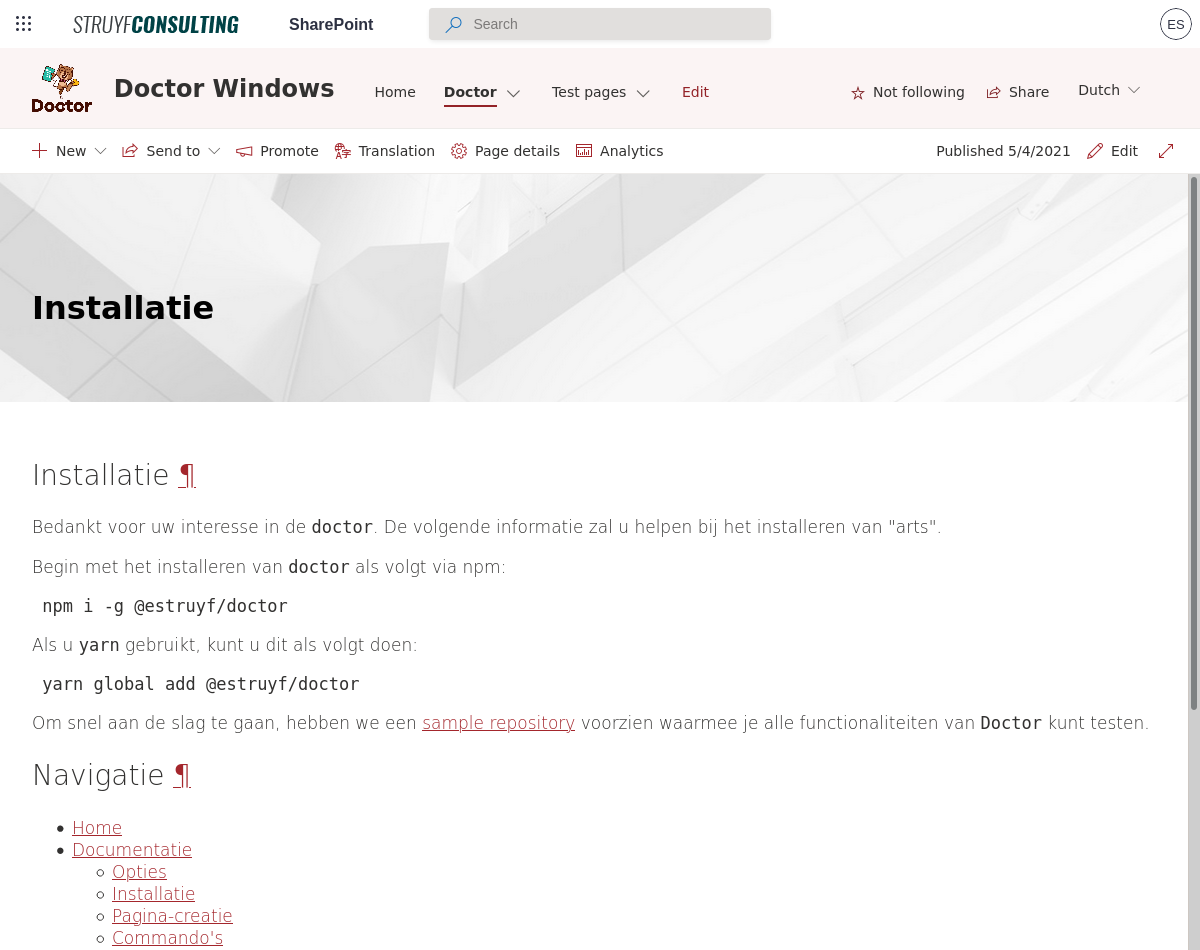 STRUYFCONSULTING
SharePoint
Search
ES
Doctor
Doctor Windows
Home
Doctor
Test pages
Edit
Not following
Share
Dutch
New
Send to
Promote
Translation
Page details
Analytics
Published 5/4/2021
Edit
Installatie
Installatie ¶
Bedankt voor uw interesse in de doctor. De volgende informatie zal u helpen bij het installeren van "arts".
Begin met het installeren van doctor als volgt via npm:
npm i -g @estruyf/doctor
Als u yarn gebruikt, kunt u dit als volgt doen:
yarn global add @estruyf/doctor
Om snel aan de slag te gaan, hebben we een sample repository voorzien waarmee je alle functionaliteiten van Doctor kunt testen.
Navigatie ¶
Home
Documentatie
Opties
Installatie
Pagina-creatie
Commando's